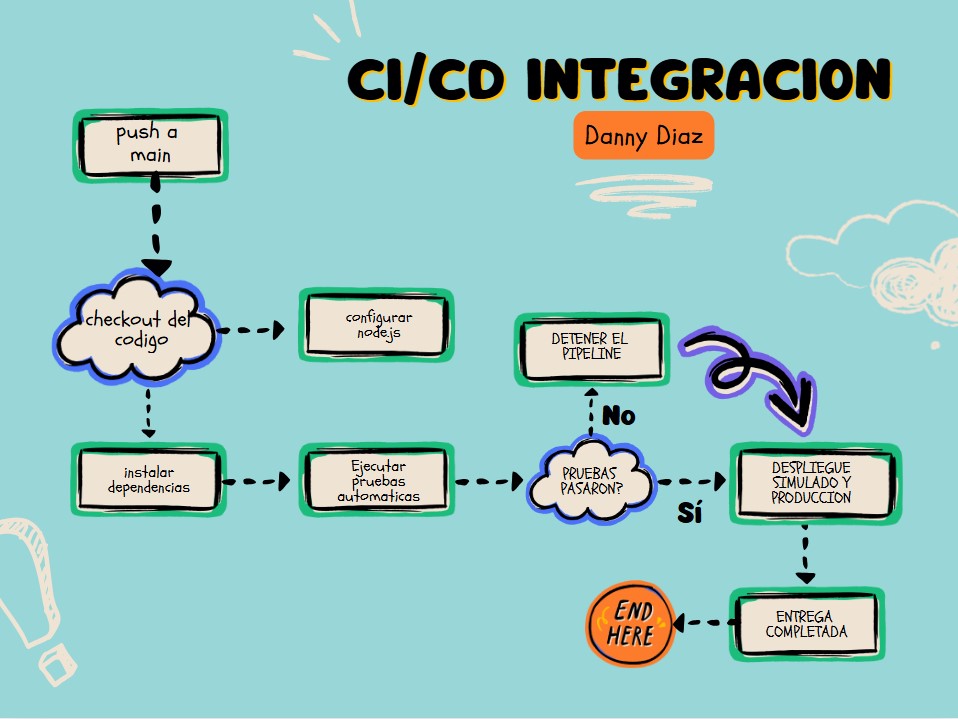 CI/CD INTEGRACION
Danny Diaz
push a
main
checkout del
codigo
configurar
nodejs
DETENER EL
PIPELINE
No
instalar
dependencias
Ejecutar
pruebas
automaticas
PRUEBAS
PASARON?
Sí
DESPLIEGUE
SIMULADO Y
PRODUCCION
END
HERE
ENTREGA
COMPLETADA